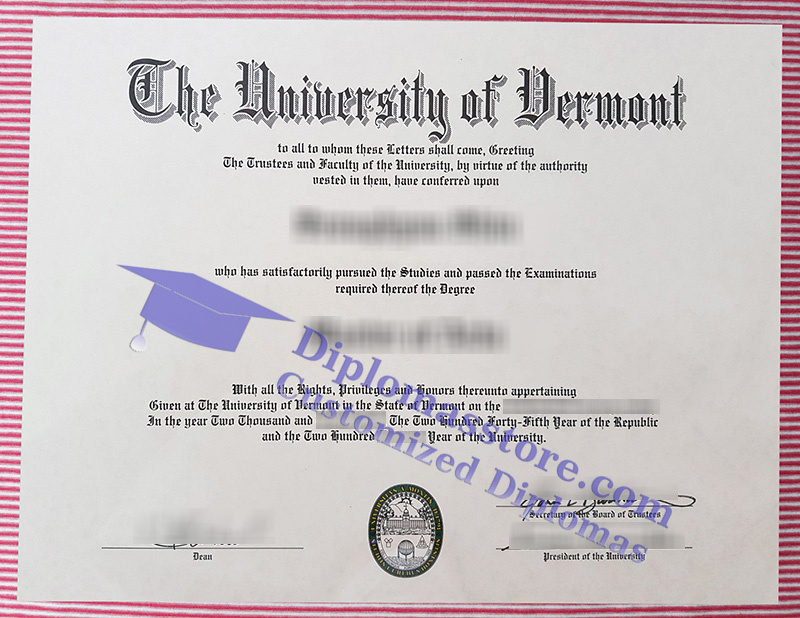 The University of Vermont
to all to whom these Letters shall come, Greeting
The Trustees and Faculty of the University, by virtue of the authority
vested in them, have conferred upon
who has satisfactorily pursued the Studies and passed the Examinations
required thereof the Degree
With all the Rights, Privileges and Honors thereunto appertaining
Given at The University of Vermont in the State of Vermont on the
In the year Two Thousand and The Two Hundred Forty-Fifth Year of the Republic
and the Two Hundred Year of the University.
Diplomasstore.com
Customized Diplomas
Secretary of the Board of Trustees
Dean
President of the University